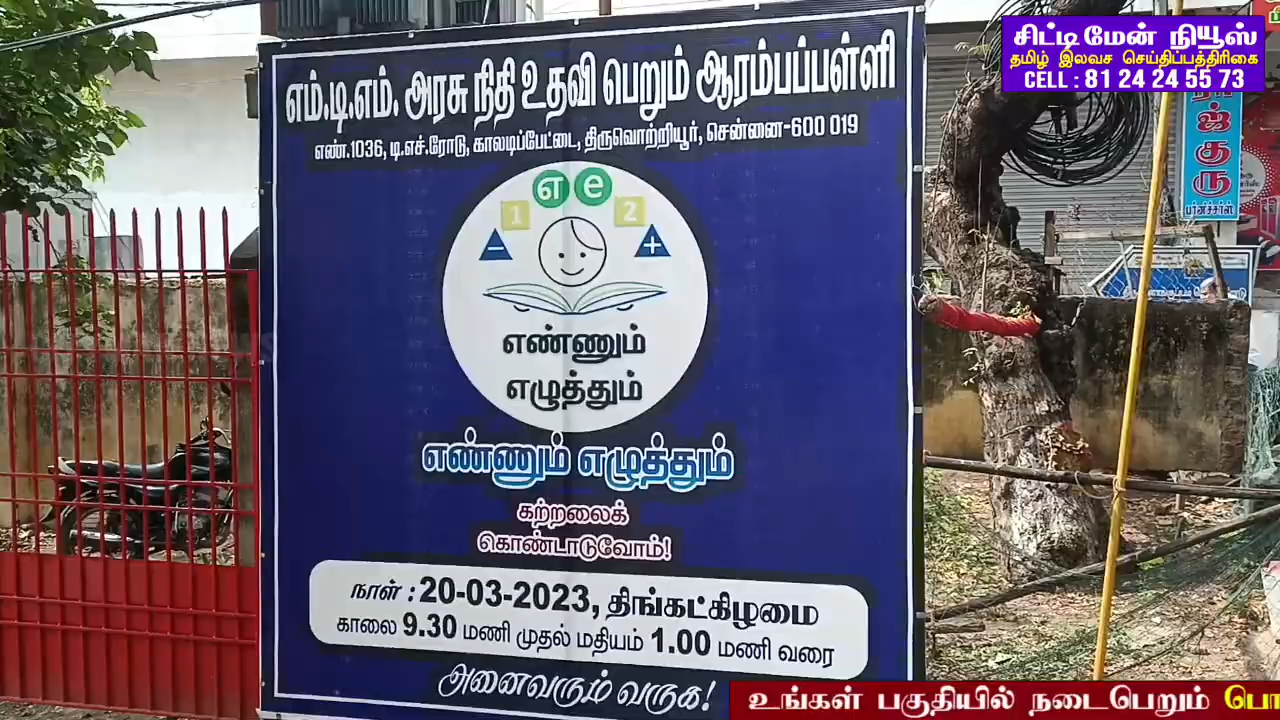 சிட்டி மேன் நியூஸ்
தமிழ் இலவச செய்திப்பத்திரிகை
CELL : 81 24 24 55 73
எம்.டி.எம். அரசு நிதி உதவி பெறும் ஆரம்பப்பள்ளி
எண்.1036, டி.எச்.ரோடு, காலடிப்பேட்டை, திருவொற்றியூர், சென்னை-600 019
எ e
1 2
− +
எண்ணும்
எழுத்தும்
எண்ணும் எழுத்தும்
கற்றலைக்
கொண்டாடுவோம்!
நாள் : 20-03-2023, திங்கட்கிழமை
காலை 9.30 மணி முதல் மதியம் 1.00 மணி வரை
அனைவரும் வருக!
உங்கள் பகுதியில் நடைபெறும் பொ